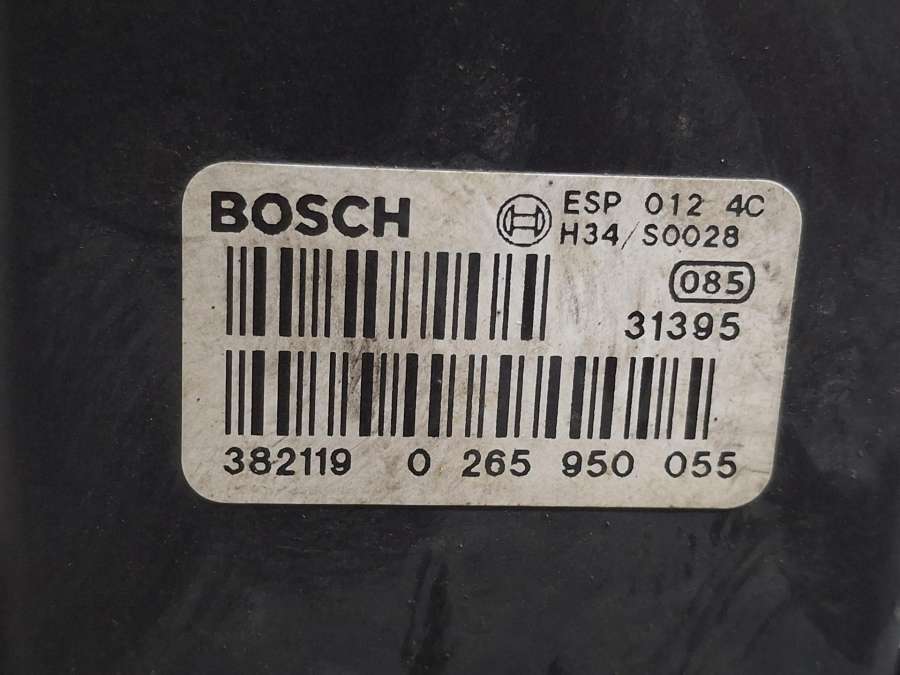 BOSCH
ESP 012 4C
H34/S0028
085
31395
382119 0 265 950 055